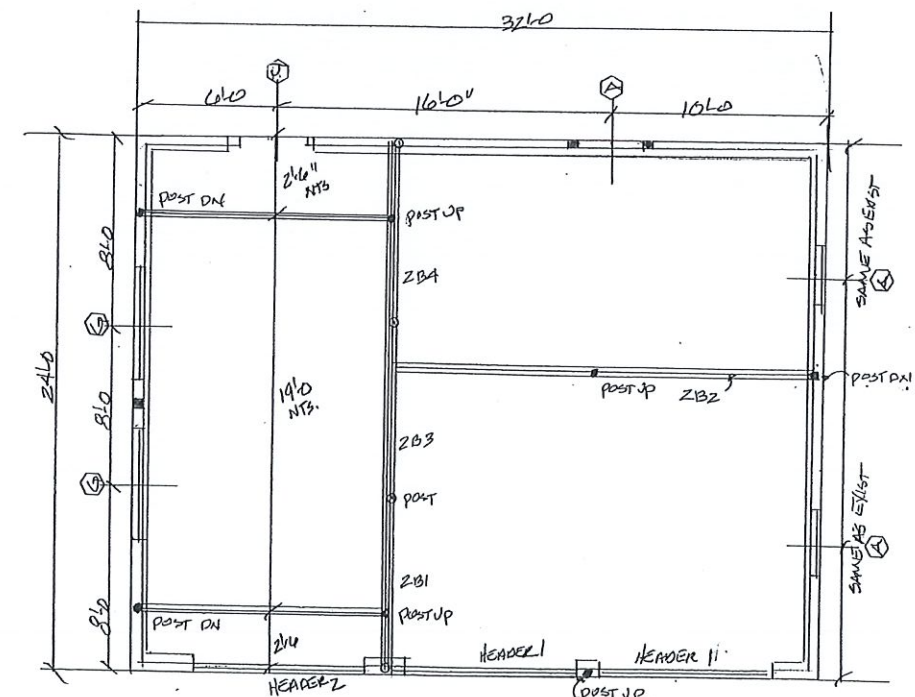 32'-0
6'-0
16'-0"
10'-0
A
2'-6"
NTS
POST DN
POST UP
8'-0
2B4
SAME AS EXIST
A
G
24'-0
19'-0
NTS.
POST UP
2B2
POST DN
8'-0
2B3
G
POST
SAME AS EXIST
A
2B1
8'-0
POST DN
POST UP
2'-6
HEADER 1
HEADER 11
HEADER 2
POST UP